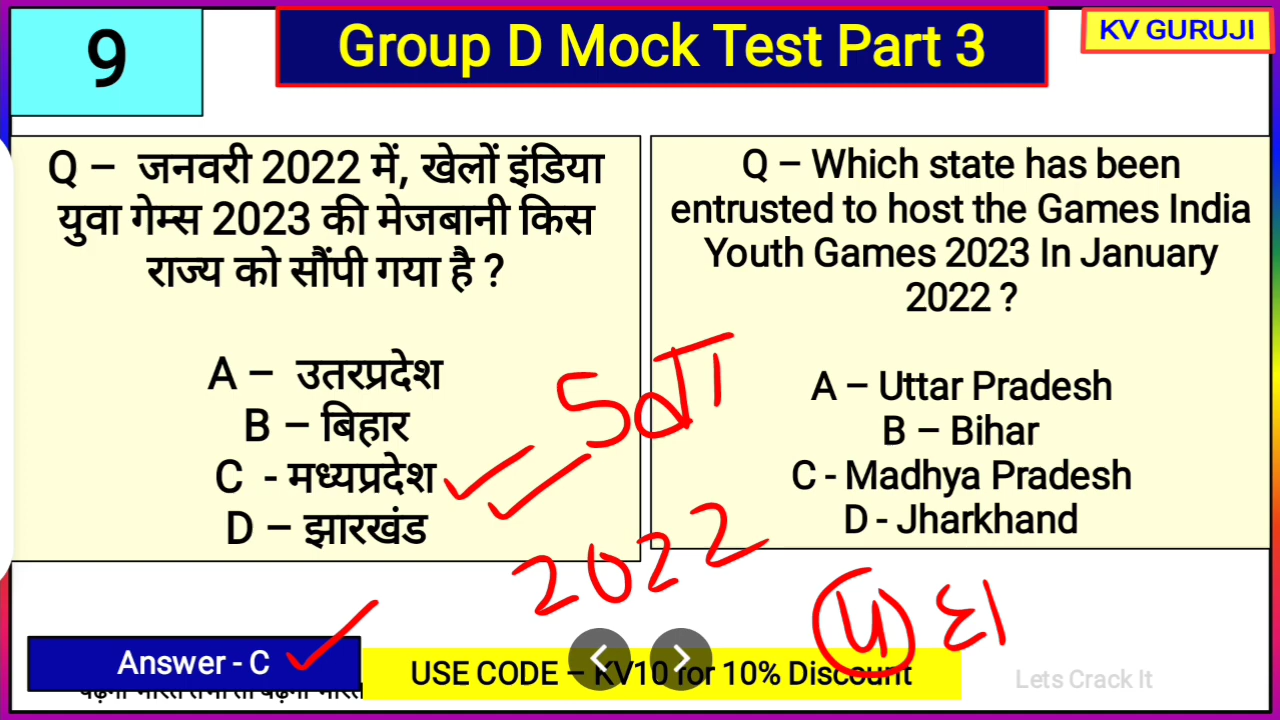 9
Group D Mock Test Part 3
KV GURUJI
Q – जनवरी 2022 में, खेलों इंडिया
युवा गेम्स 2023 की मेजबानी किस
राज्य को सौंपी गया है ?
A – उतरप्रदेश
B – बिहार
C - मध्यप्रदेश
D – झारखंड
Q – Which state has been
entrusted to host the Games India
Youth Games 2023 In January
2022 ?
A – Uttar Pradesh
B – Bihar
C - Madhya Pradesh
D - Jharkhand
5वा
2022
4था
Answer - C
USE CODE – KV10 for 10% Discount
Lets Crack It